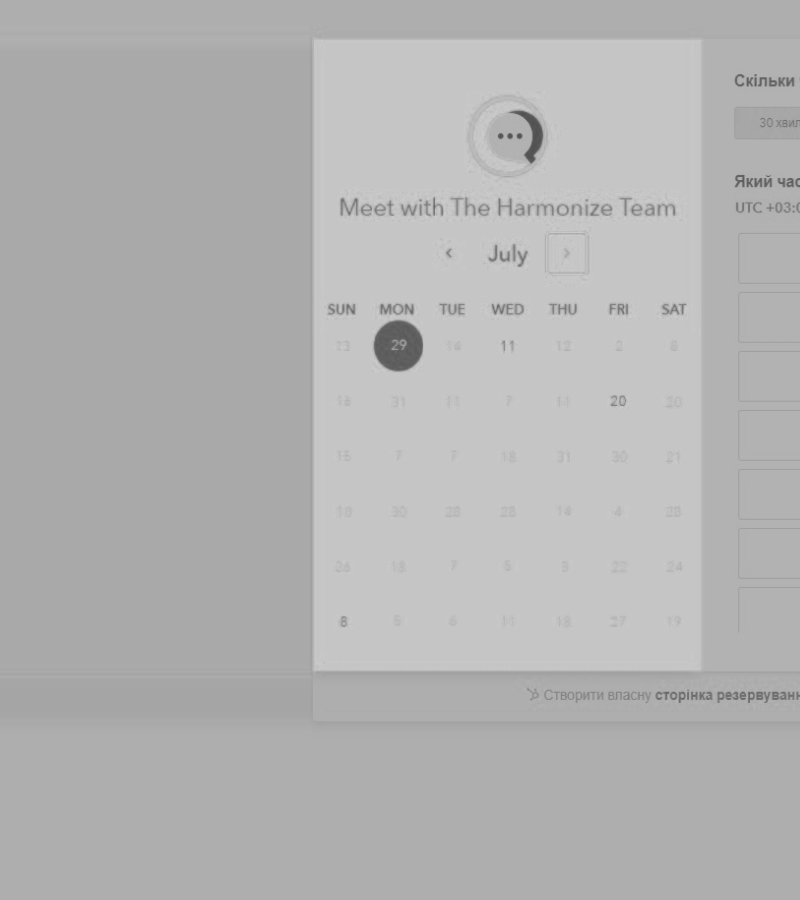 Meet with The Harmonize Team
July
SUN MON TUE WED THU FRI SAT
13 29 14 11 12 2 8
14 31 11 7 11 20 20
15 7 7 18 31 30 21
10 30 28 28 14 4 28
26 18 7 5 3 22 24
8 5 6 11 18 27 19
Скільки
30 хвил
Який час
UTC +03:0
Створити власну сторінка резервуванн